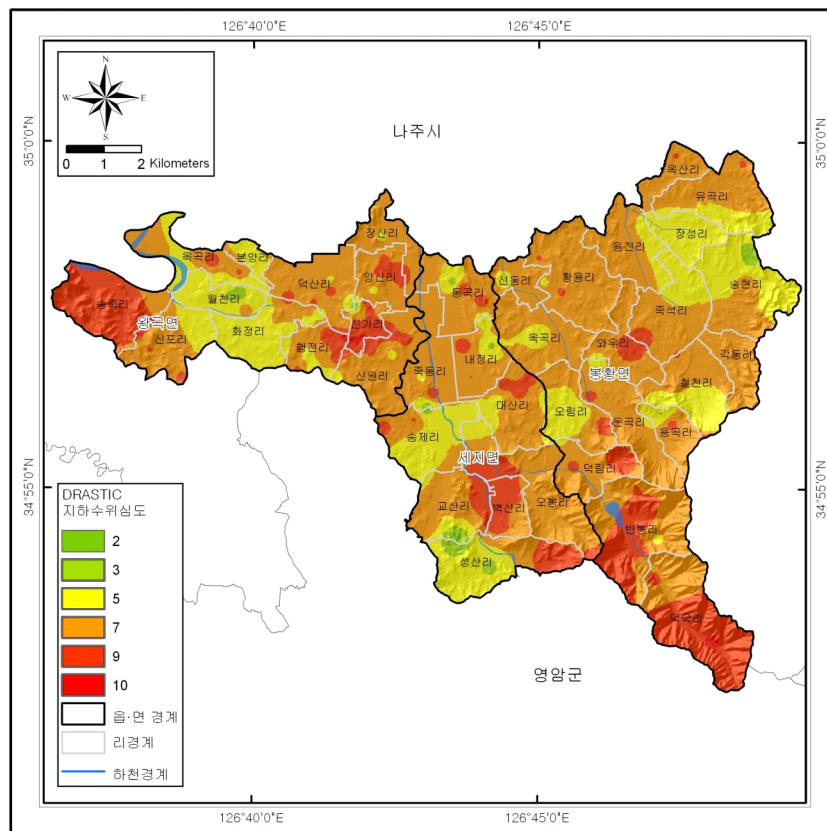 126°40'0"E
126°45'0"E
N
W
E
S
0 1 2 Kilometers
35°0'0"N
35°0'0"N
나주시
옥산리
유곡리
장산리
장성리
용전리
옥곡리
본양리
양산리
황용리
송현리
덕산리
동곡리
신동리
송죽리
월천리
죽석리
왕곡면
신가리
화정리
욱곡리
와우리
신포리
행전리
내정리
각동리
신원리
죽동리
봉황면
철천리
대산리
오림리
송제리
운곡리
용곡리
세지면
덕림리
34°55'0"N
34°55'0"N
교산리
벽산리
오봉리
반봉리
성산리
덕곡리
영암군
DRASTIC
지하수위심도
2
3
5
7
9
10
읍·면 경계
리경계
하천경계
126°40'0"E
126°45'0"E